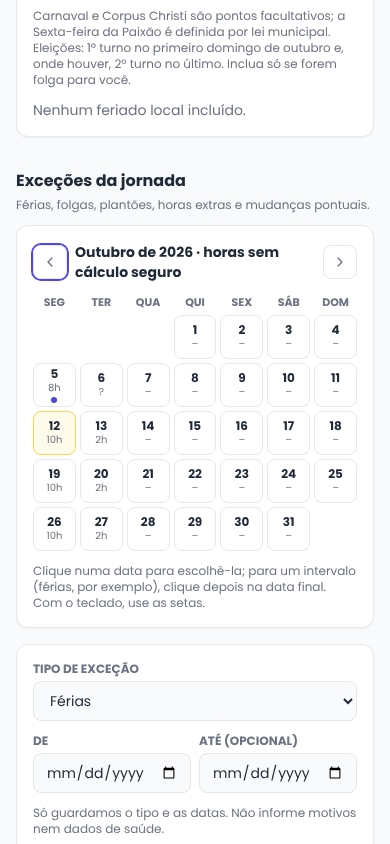 Carnaval e Corpus Christi são pontos facultativos; a
Sexta-feira da Paixão é definida por lei municipal.
Eleições: 1º turno no primeiro domingo de outubro e,
onde houver, 2º turno no último. Inclua só se forem
folga para você.
Nenhum feriado local incluído.
Exceções da jornada
Férias, folgas, plantões, horas extras e mudanças pontuais.
Outubro de 2026 · horas sem
cálculo seguro
SEG TER QUA QUI SEX SÁB DOM
1 2 3 4
– – – –
5 6 7 8 9 10 11
8h ? – – – – –
12 13 14 15 16 17 18
10h 2h – – – – –
19 20 21 22 23 24 25
10h 2h – – – – –
26 27 28 29 30 31
10h 2h – – – –
Clique numa data para escolhê-la; para um intervalo
(férias, por exemplo), clique depois na data final.
Com o teclado, use as setas.
TIPO DE EXCEÇÃO
Férias
DE ATÉ (OPCIONAL)
mm/dd/yyyy mm/dd/yyyy
Só guardamos o tipo e as datas. Não informe motivos
nem dados de saúde.